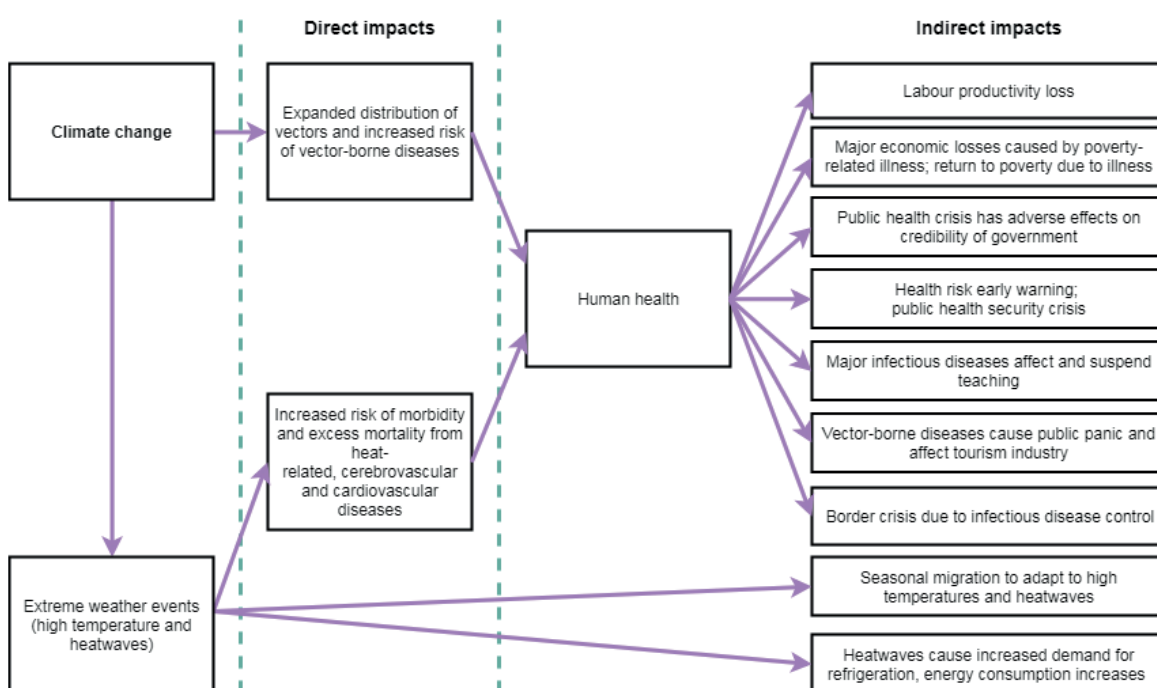 Direct impacts
Indirect impacts
Climate change
Expanded distribution of
vectors and increased risk
of vector-borne diseases
Labour productivity loss
Major economic losses caused by poverty-
related illness; return to poverty due to illness
Public health crisis has adverse effects on
credibility of government
Human health
Health risk early warning;
public health security crisis
Major infectious diseases affect and suspend
teaching
Increased risk of morbidity
and excess mortality from
heat-
related, cerebrovascular
and cardiovascular
diseases
Vector-borne diseases cause public panic and
affect tourism industry
Border crisis due to infectious disease control
Extreme weather events
(high temperature and
heatwaves)
Seasonal migration to adapt to high
temperatures and heatwaves
Heatwaves cause increased demand for
refrigeration, energy consumption increases